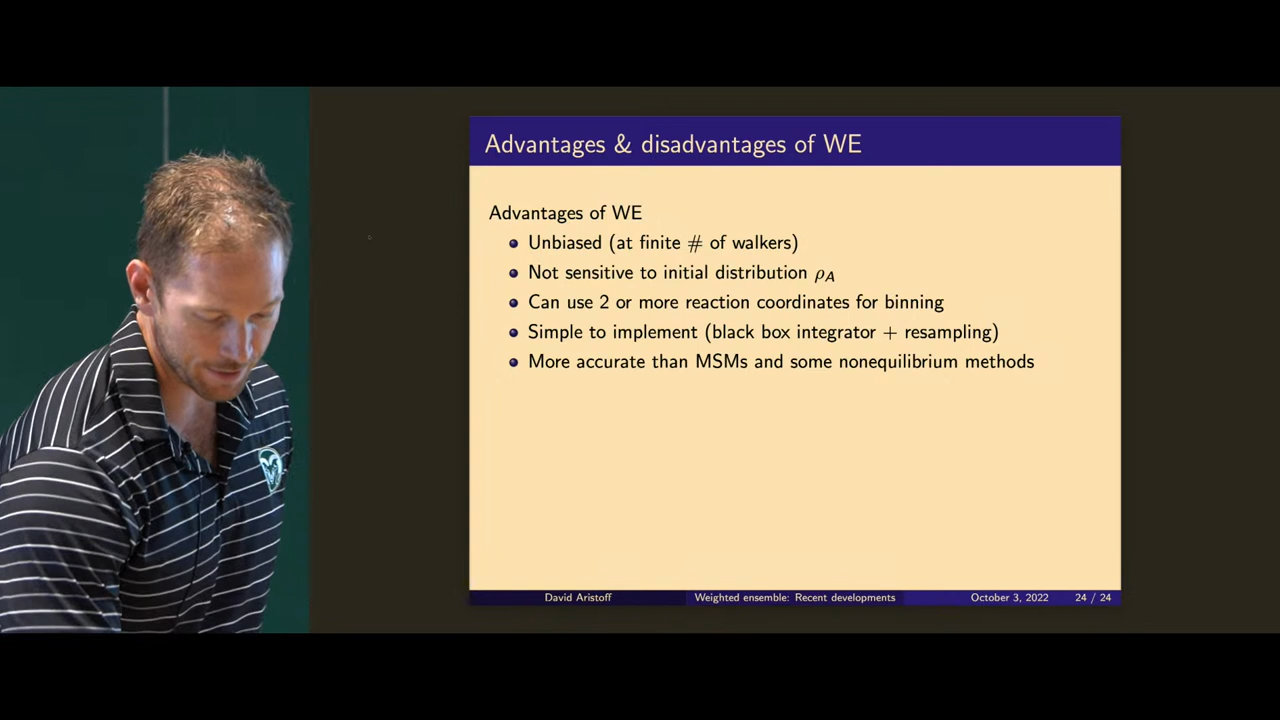 Advantages & disadvantages of WE
Advantages of WE
Unbiased (at finite # of walkers)
Not sensitive to initial distribution ρ_A
Can use 2 or more reaction coordinates for binning
Simple to implement (black box integrator + resampling)
More accurate than MSMs and some nonequilibrium methods
David Aristoff Weighted ensemble: Recent developments October 3, 2022 24 / 24